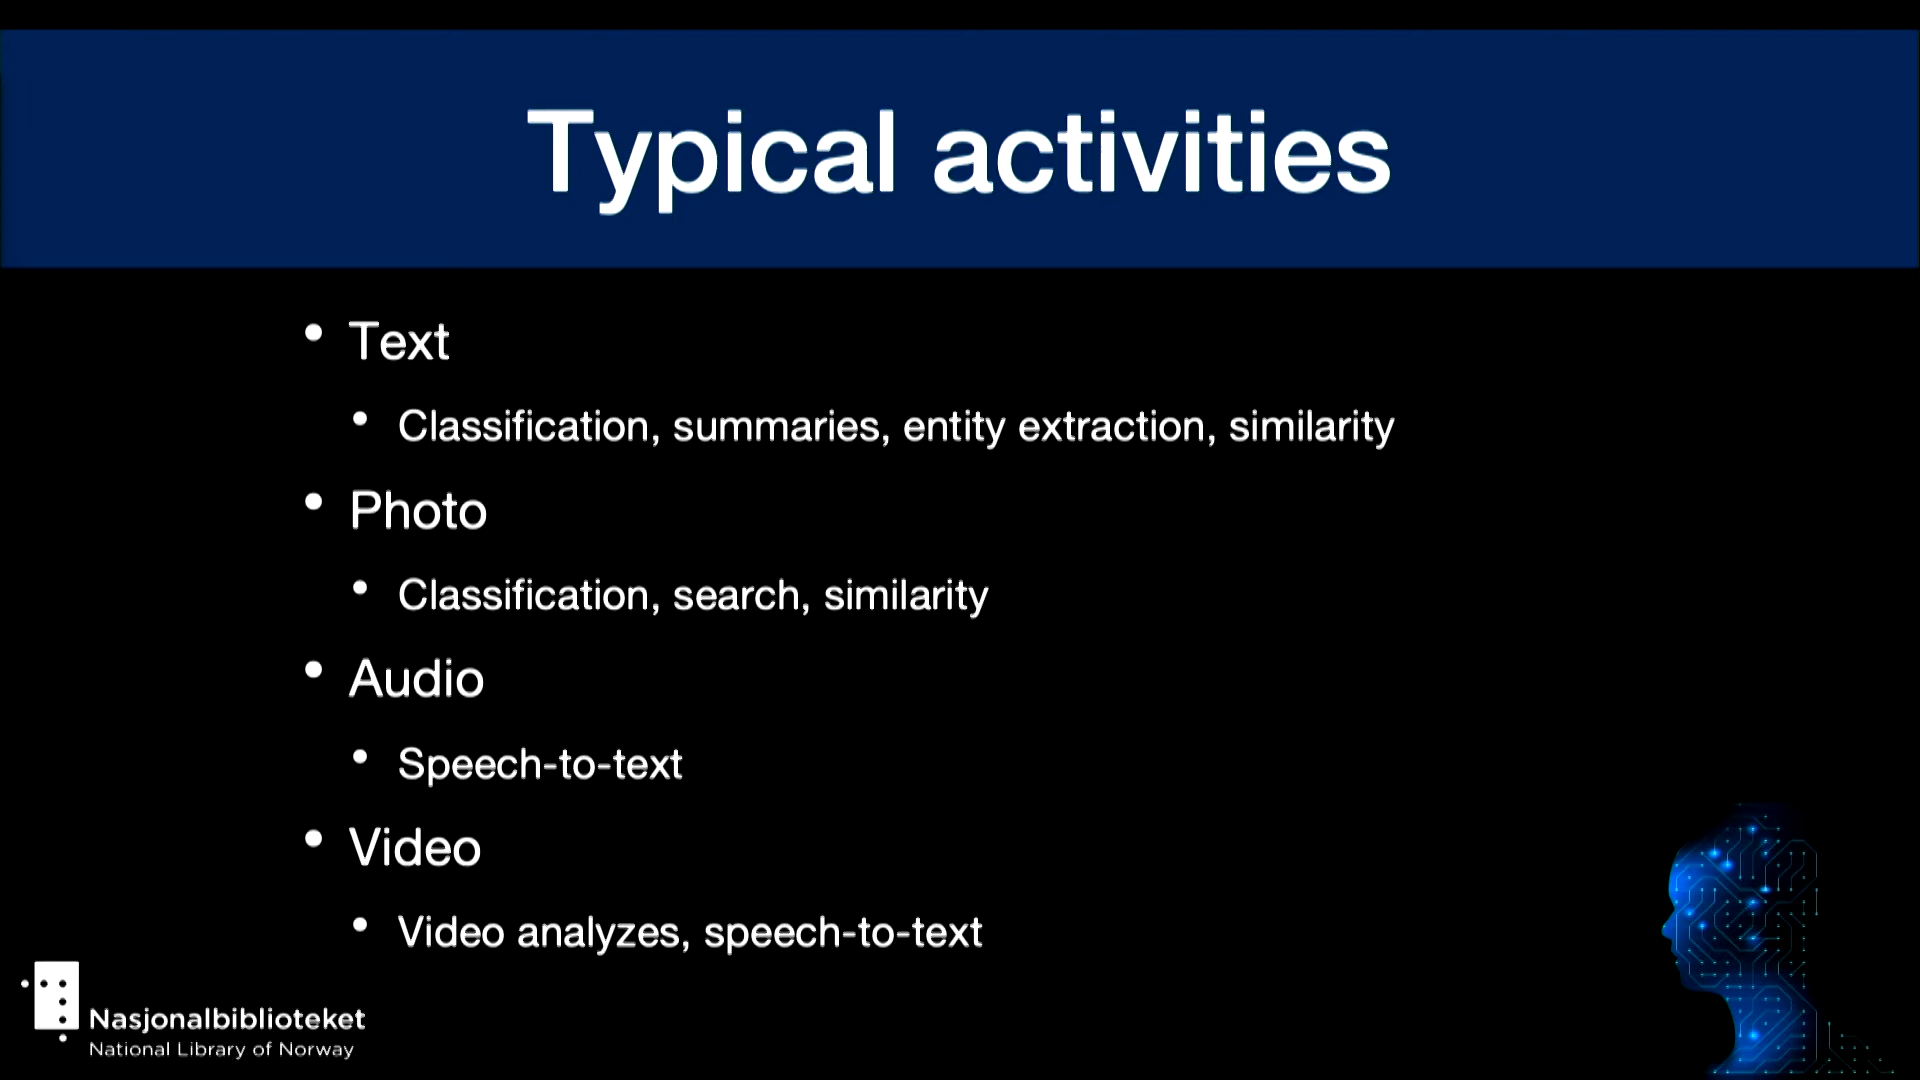 Typical activities
• Text
• Classification, summaries, entity extraction, similarity
• Photo
• Classification, search, similarity
• Audio
• Speech-to-text
• Video
• Video analyzes, speech-to-text
Nasjonalbiblioteket
National Library of Norway